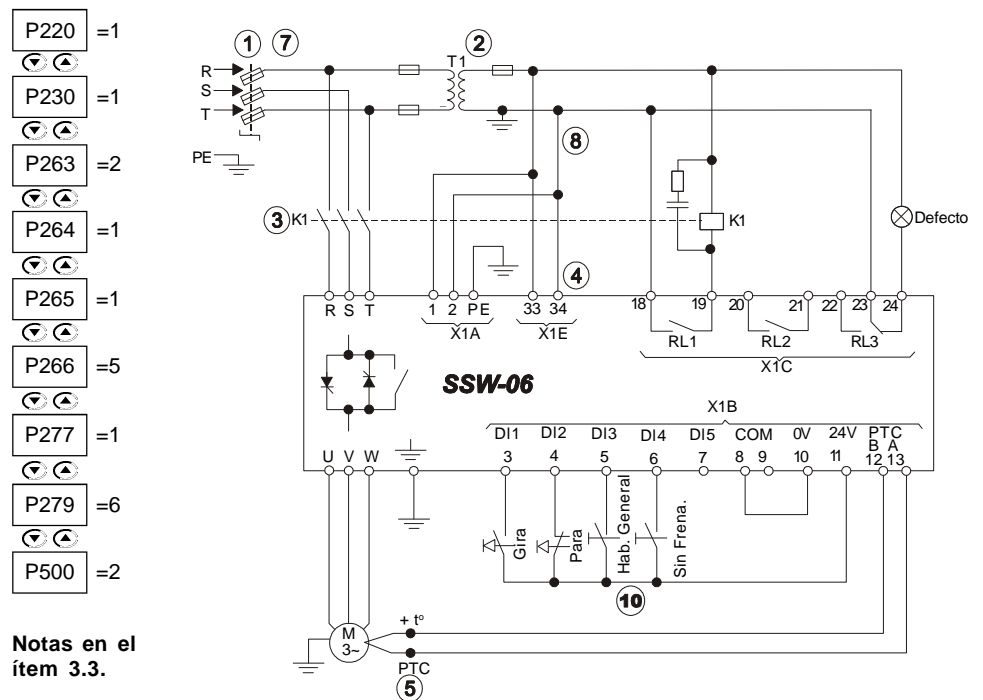 P220 =1
P230 =1
P263 =2
P264 =1
P265 =1
P266 =5
P277 =1
P279 =6
P500 =2
Notas en el
ítem 3.3.
1 7 2
T1
R
S
T
8
PE
3 K1
K1
Defecto
4
R S T 1 2 PE 33 34 18 19 20 21 22 23 24
X1A X1E
RL1 RL2 RL3
X1C
SSW-06
X1B
DI1 DI2 DI3 DI4 DI5 COM 0V 24V PTC
B A
U V W 3 4 5 6 7 8 9 10 11 12 13
Gira
Para
Hab. General
Sin Frena.
10
+ tº
M
3~
PTC
5